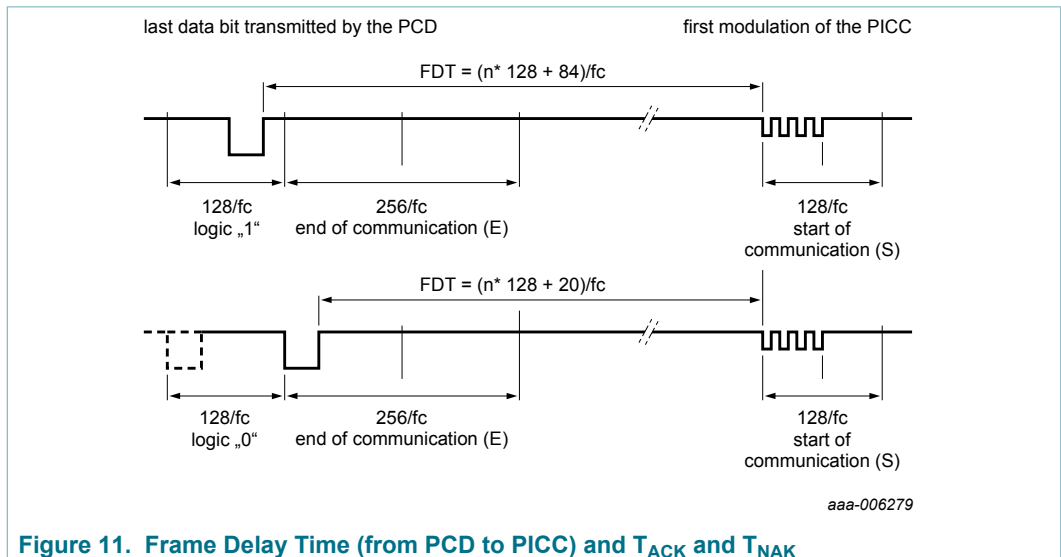 last data bit transmitted by the PCD
first modulation of the PICC
FDT = (n* 128 + 84)/fc
128/fc
logic „1“
256/fc
end of communication (E)
128/fc
start of
communication (S)
FDT = (n* 128 + 20)/fc
128/fc
logic „0“
256/fc
end of communication (E)
128/fc
start of
communication (S)
aaa-006279
Figure 11. Frame Delay Time (from PCD to PICC) and TACK and TNAK